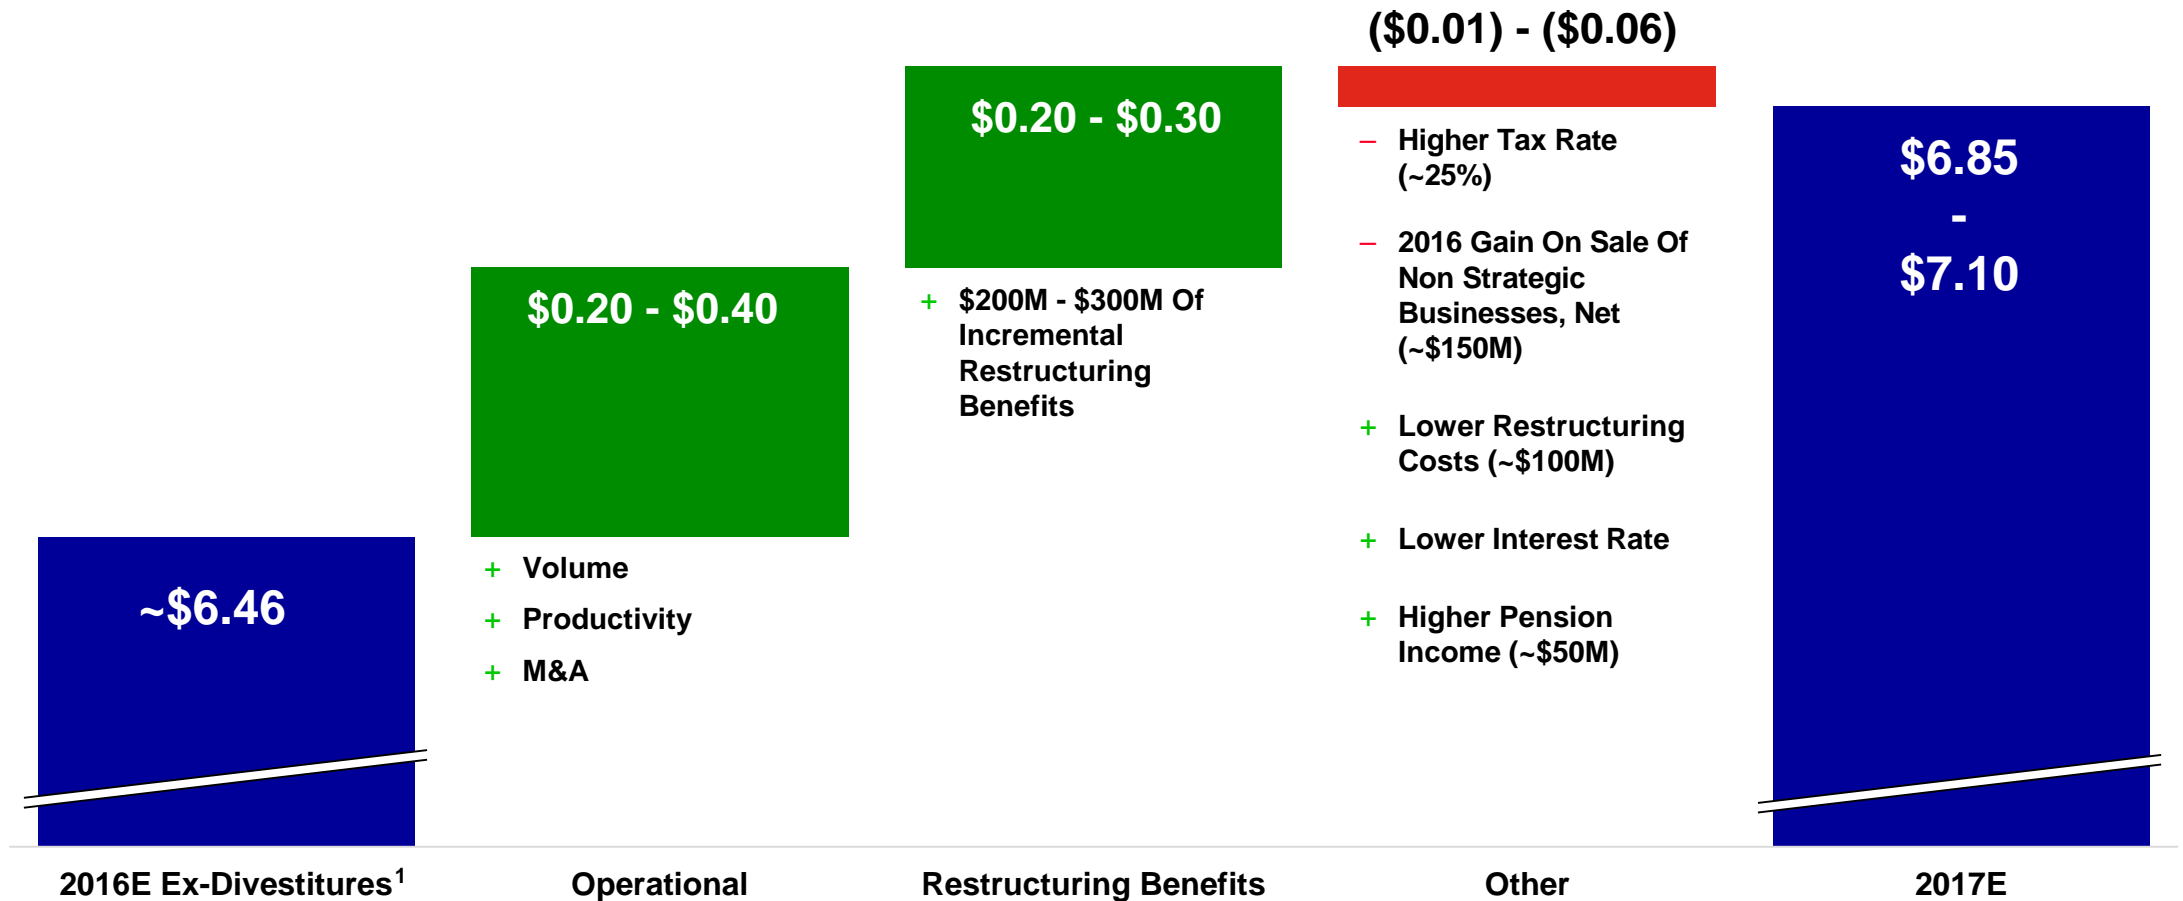 ~$6.46
$0.20 - $0.40
+ Volume
+ Productivity
+ M&A
$0.20 - $0.30
+ $200M - $300M Of
Incremental
Restructuring
Benefits
($0.01) - ($0.06)
– Higher Tax Rate
(~25%)
– 2016 Gain On Sale Of
Non Strategic
Businesses, Net
(~$150M)
+ Lower Restructuring
Costs (~$100M)
+ Lower Interest Rate
+ Higher Pension
Income (~$50M)
$6.85
-
$7.10
2016E Ex-Divestitures¹
Operational
Restructuring Benefits
Other
2017E